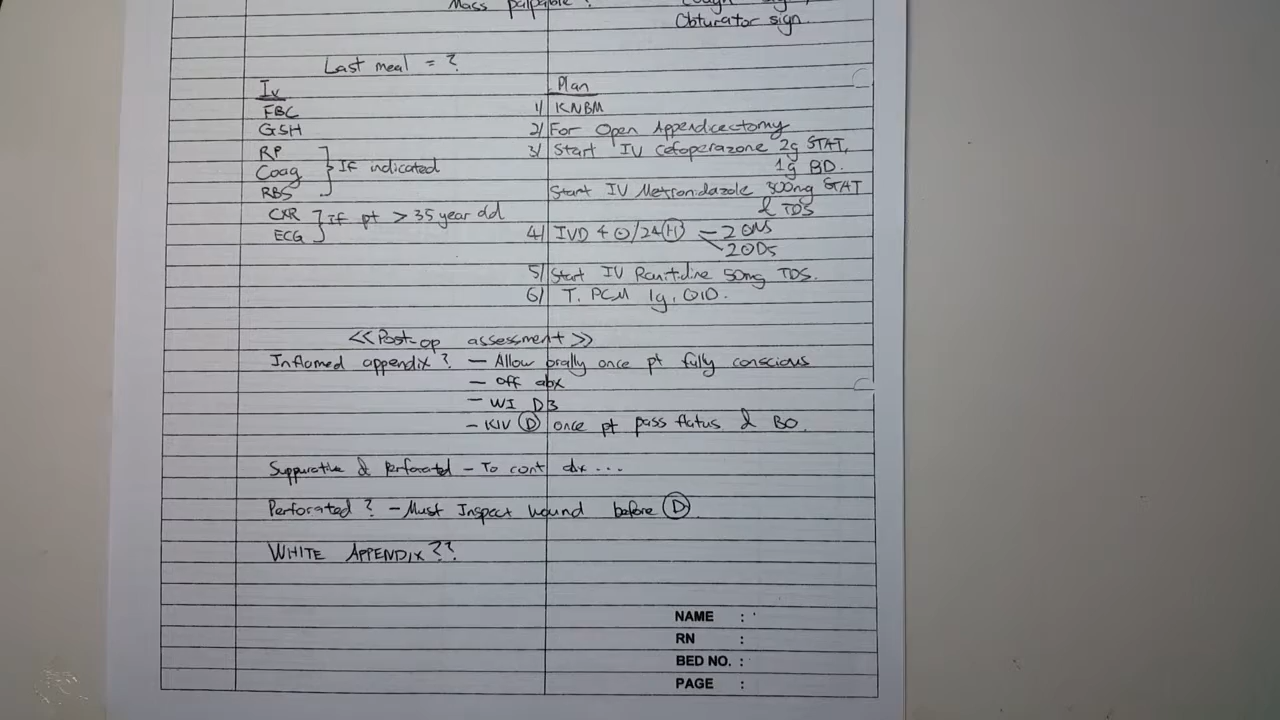 Mass palpable?
Obturator sign.
Last meal = ?
Iv
FBC
GSH
RP
Coag
RBS
If indicated
CXR
ECG
If pt > 35 year old
Plan
1/ KNBM
2/ For Open Appendicectomy
3/ Start IV Cefoperazone 2g STAT,
1g BD.
Start IV Metronidazole 500mg STAT
& TDS
4/ IVD 4⊙/24Ⓗ — 2⊙NS
2⊙D5
5/ Start IV Ranitidine 50mg TDS.
6/ T. PCM 1g, QID.
<<Post-op assessment>>
Inflamed appendix? — Allow orally once pt fully conscious
— off abx
— WI D3
— KIV Ⓓ once pt pass flatus & BO.
Suppurative & perforated — To cont abx ...
Perforated? — Must Inspect wound before Ⓓ.
WHITE APPENDIX??
NAME :
RN :
BED NO. :
PAGE :